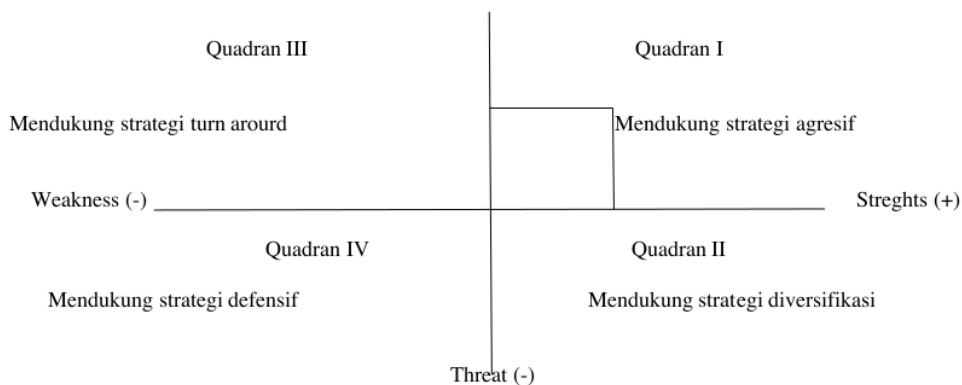 Quadran III
Quadran I
Mendukung strategi turn arourd
Mendukung strategi agresif
Weakness (-)
Streghts (+)
Quadran IV
Quadran II
Mendukung strategi defensif
Mendukung strategi diversifikasi
Threat (-)